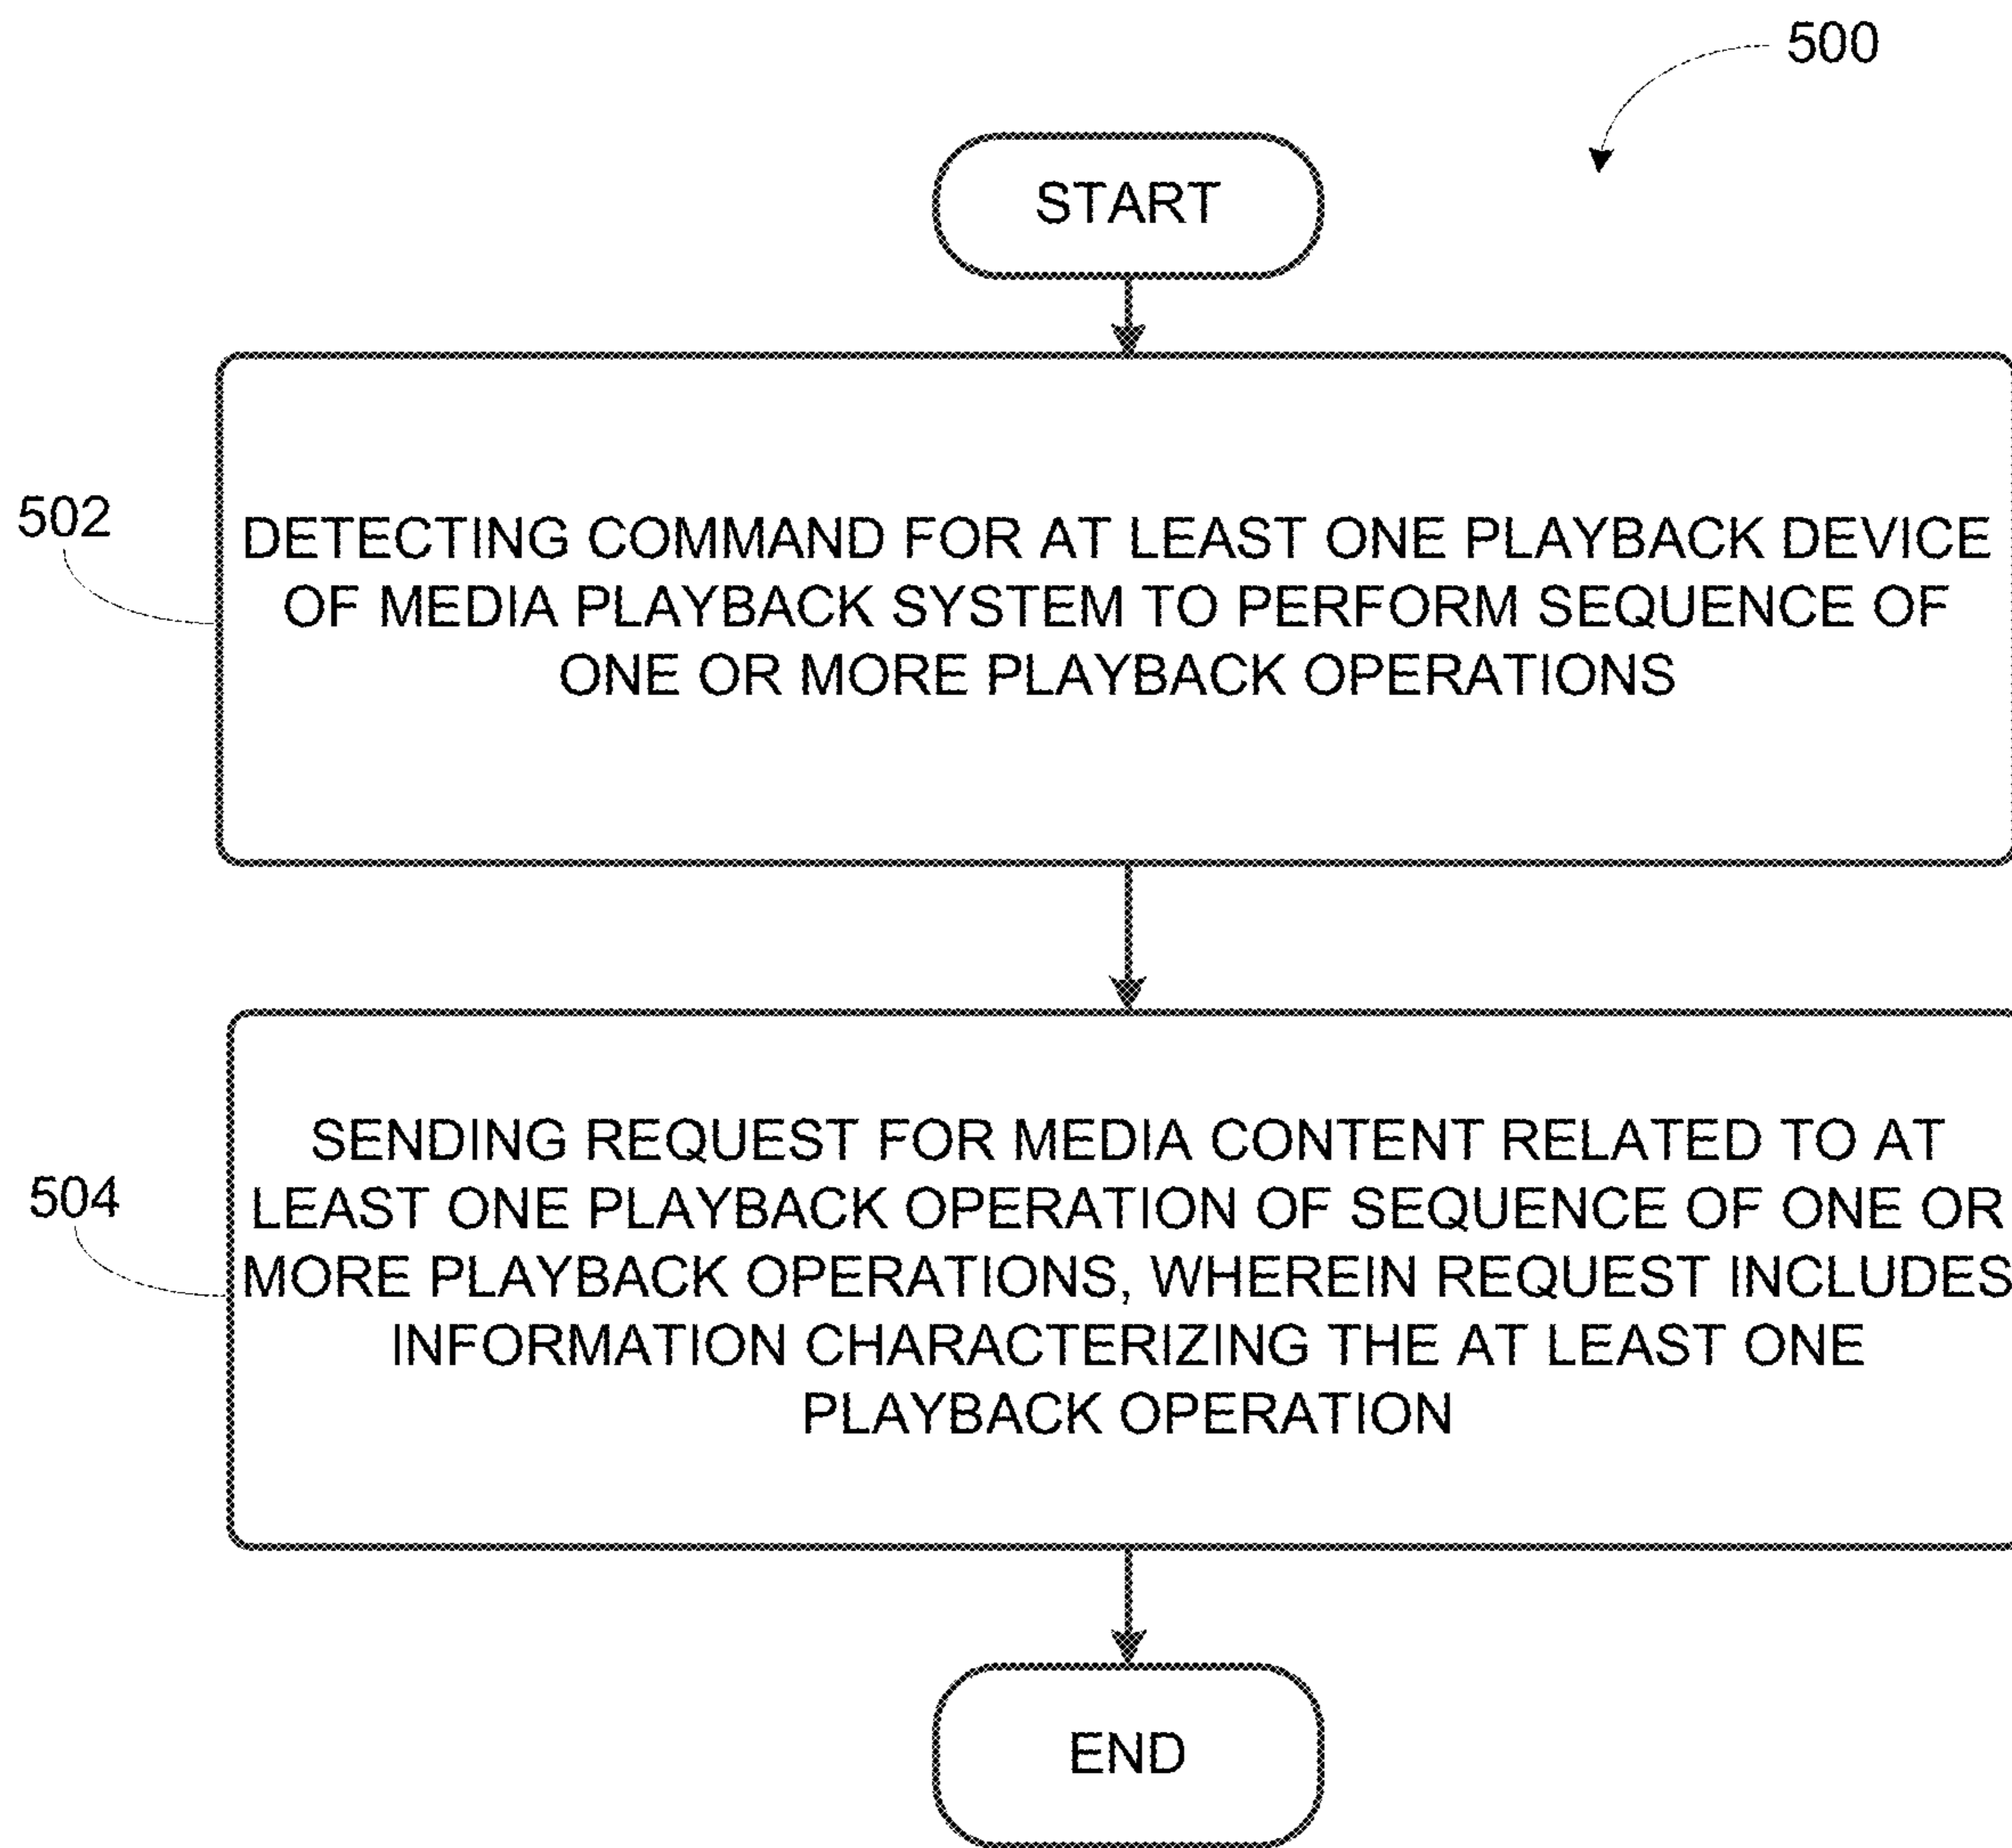 500
START
502
DETECTING COMMAND FOR AT LEAST ONE PLAYBACK DEVICE
OF MEDIA PLAYBACK SYSTEM TO PERFORM SEQUENCE OF
ONE OR MORE PLAYBACK OPERATIONS
504
SENDING REQUEST FOR MEDIA CONTENT RELATED TO AT
LEAST ONE PLAYBACK OPERATION OF SEQUENCE OF ONE OR
MORE PLAYBACK OPERATIONS, WHEREIN REQUEST INCLUDES
INFORMATION CHARACTERIZING THE AT LEAST ONE
PLAYBACK OPERATION
END